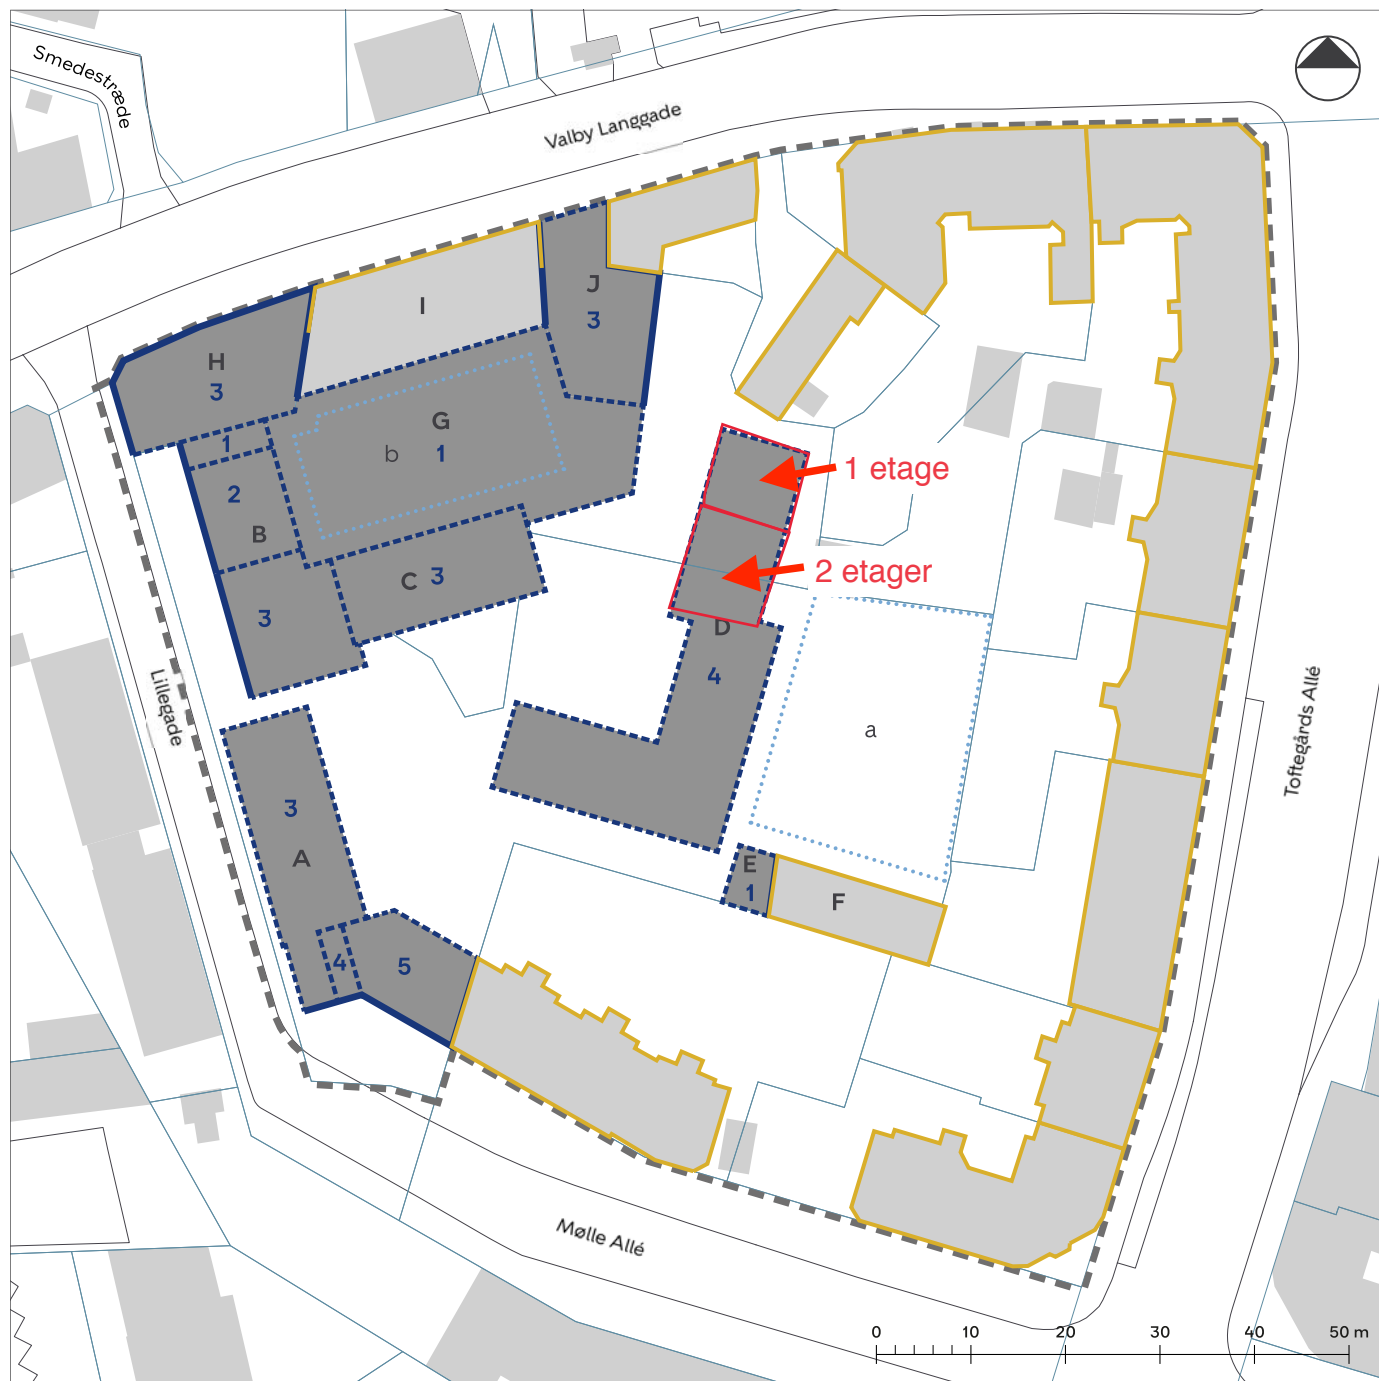 Smedestræde
Valby Langgade
I
J
3
H
3
G
b
1
1
2
B
1 etage
C
3
2 etager
3
D
4
Lillegade
Toftegårds Allé
a
3
A
E
1
F
4
5
Mølle Allé
0 10 20 30 40 50 m